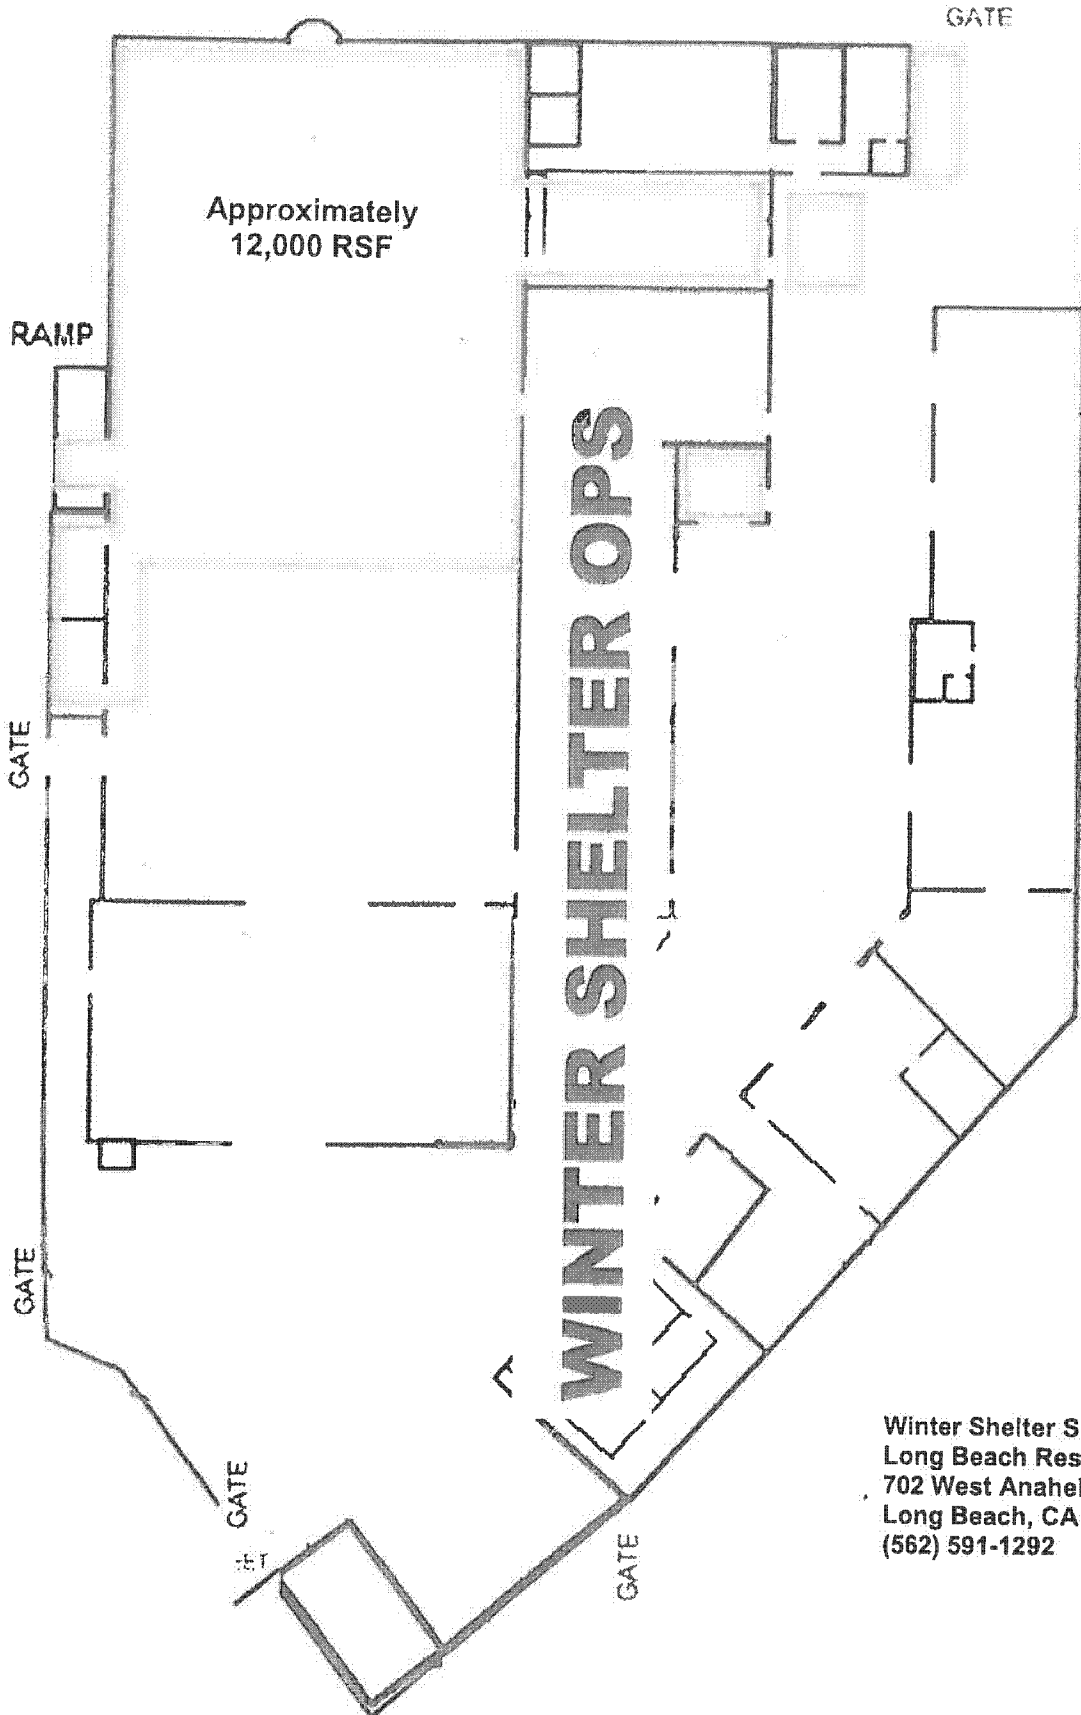 GATE
Approximately
12,000 RSF
RAMP
WINTER SHELTER OPS
GATE
GATE
GATE
GATE
Winter Shelter S
Long Beach Res
702 West Anahei
Long Beach, CA
(562) 591-1292